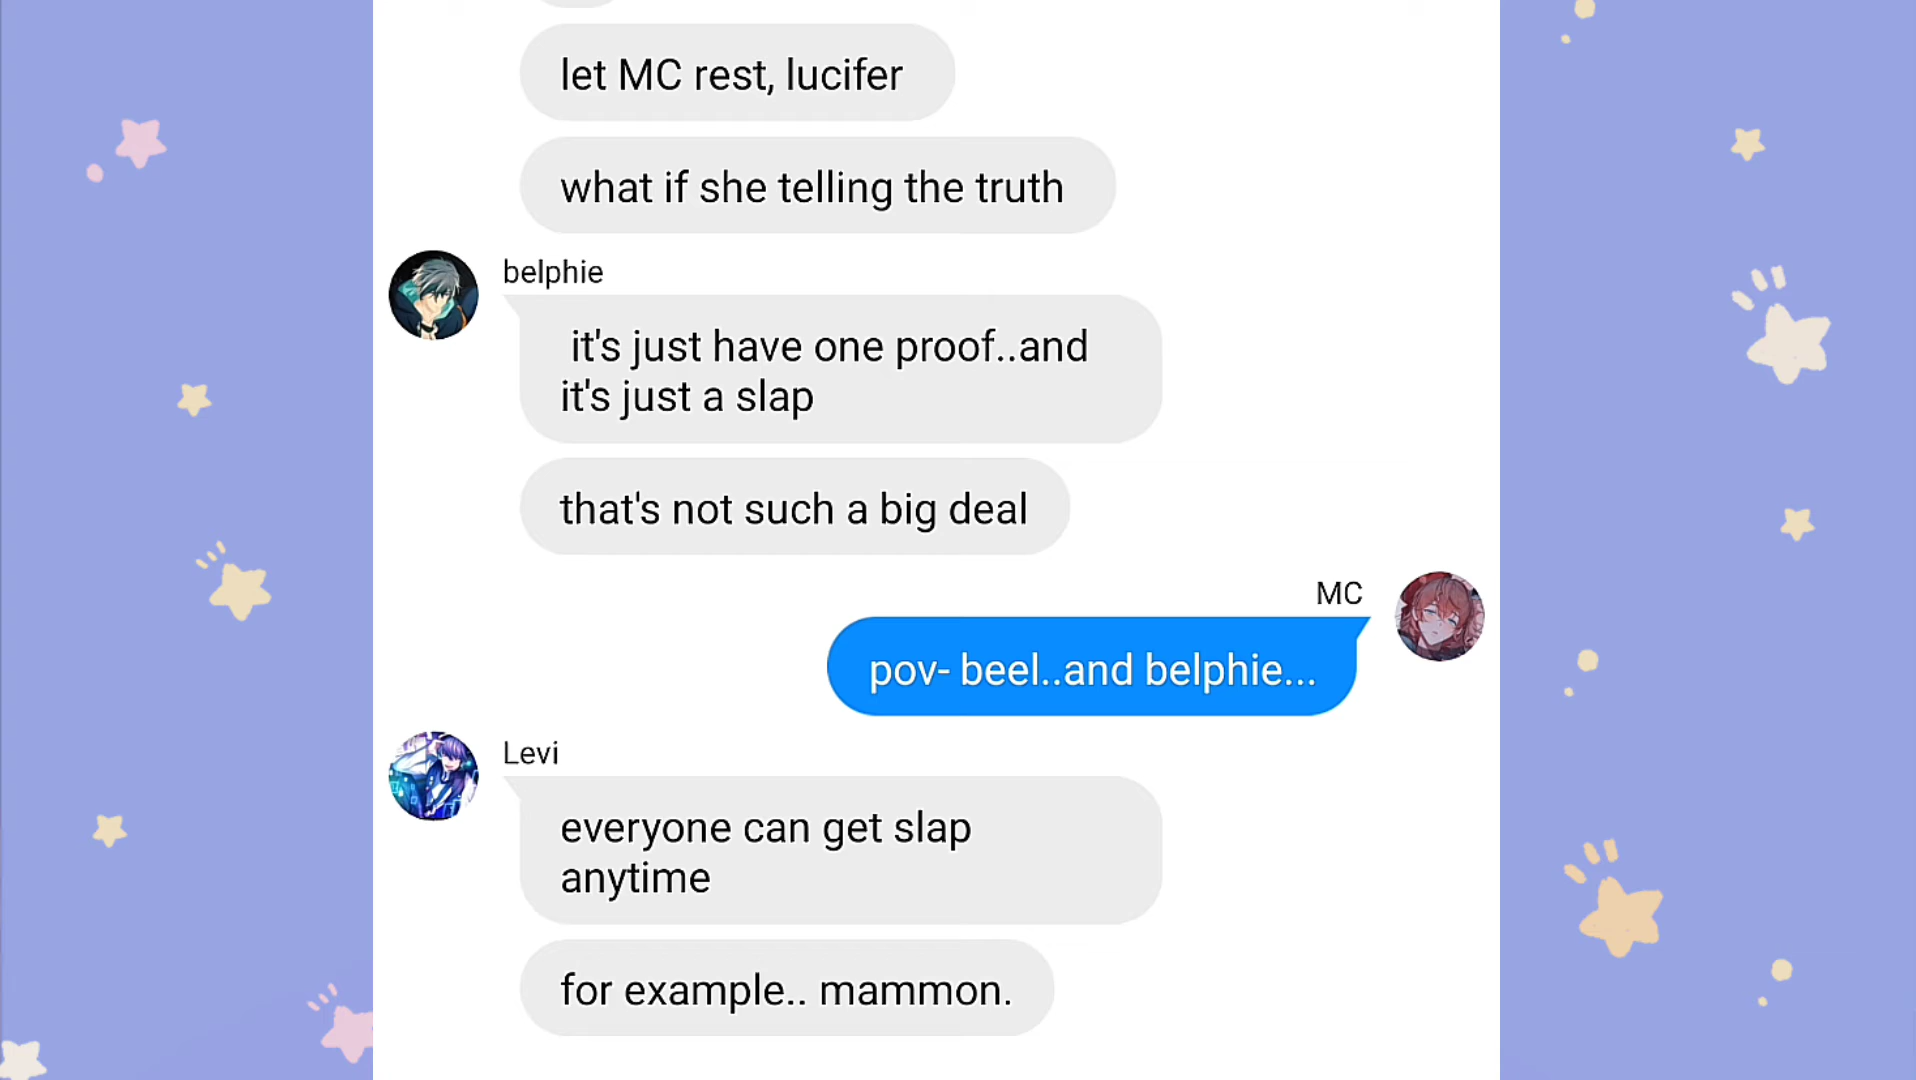 let MC rest, lucifer
what if she telling the truth
belphie
it's just have one proof..and
it's just a slap
that's not such a big deal
MC
pov- beel..and belphie...
Levi
everyone can get slap
anytime
for example.. mammon.